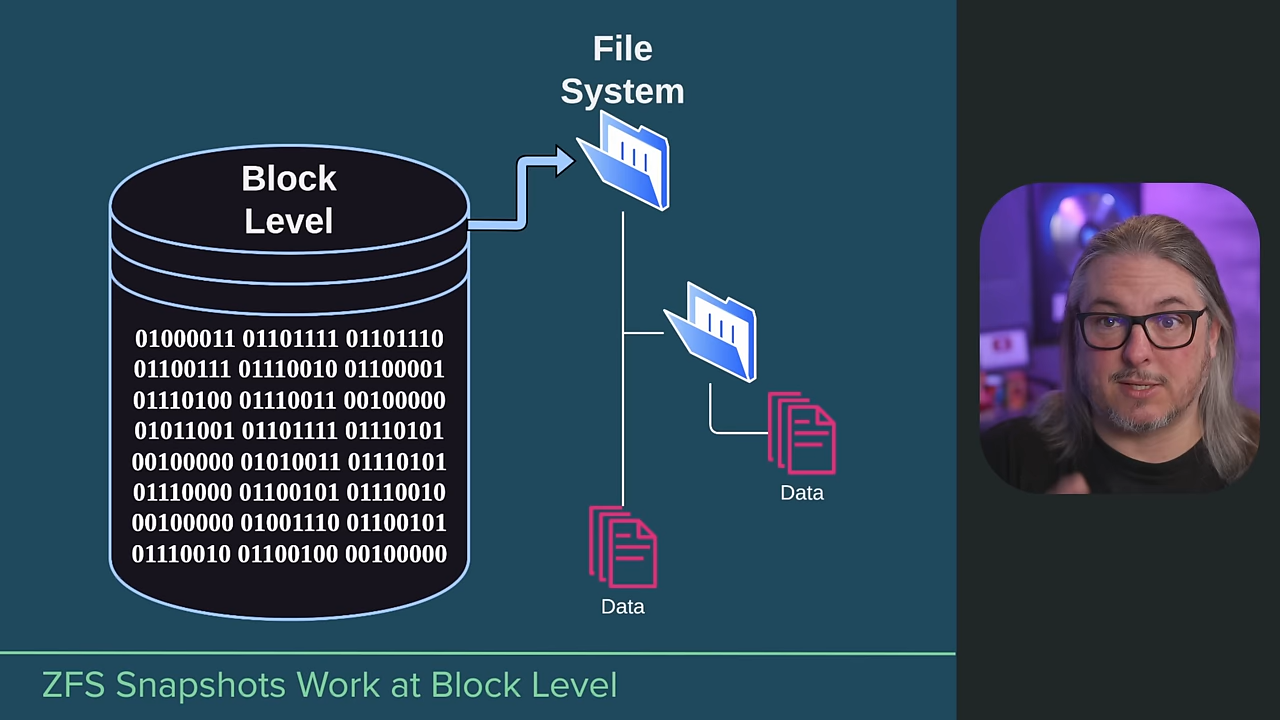 File
System
Block
Level
01000011 01101111 01101110
01100111 01110010 01100001
01110100 01110011 00100000
01011001 01101111 01110101
00100000 01010011 01110101
01110000 01100101 01110010
00100000 01001110 01100101
01110010 01100100 00100000
Data
Data
ZFS Snapshots Work at Block Level